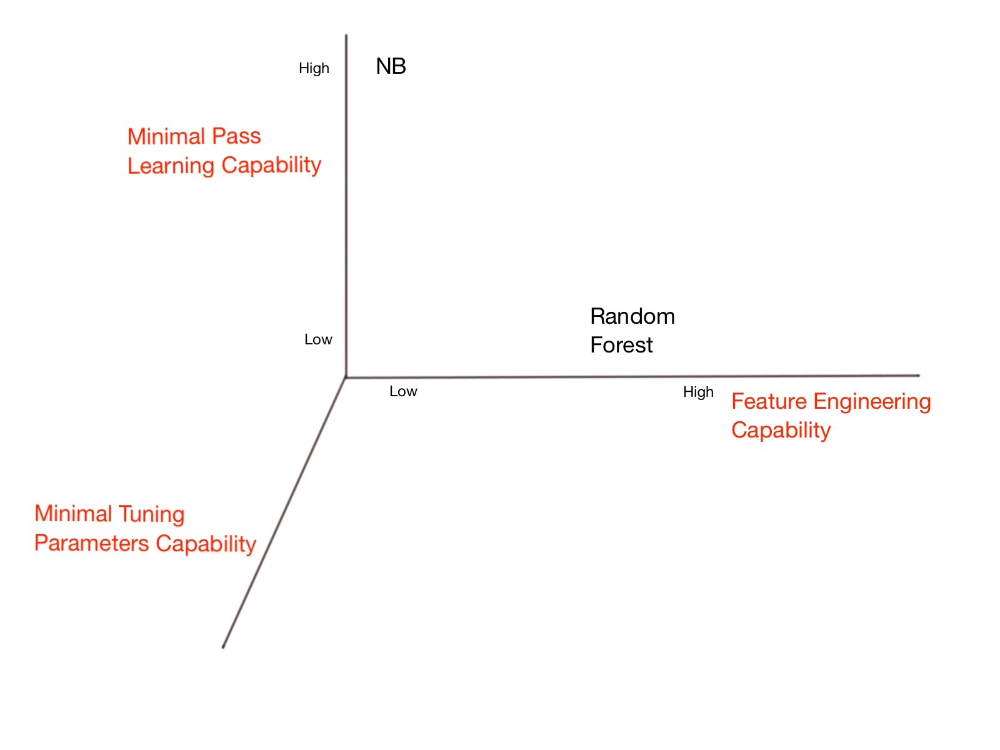 High
NB
Minimal Pass
Learning Capability
Random
Forest
Low
Low
High
Feature Engineering
Capability
Minimal Tuning
Parameters Capability